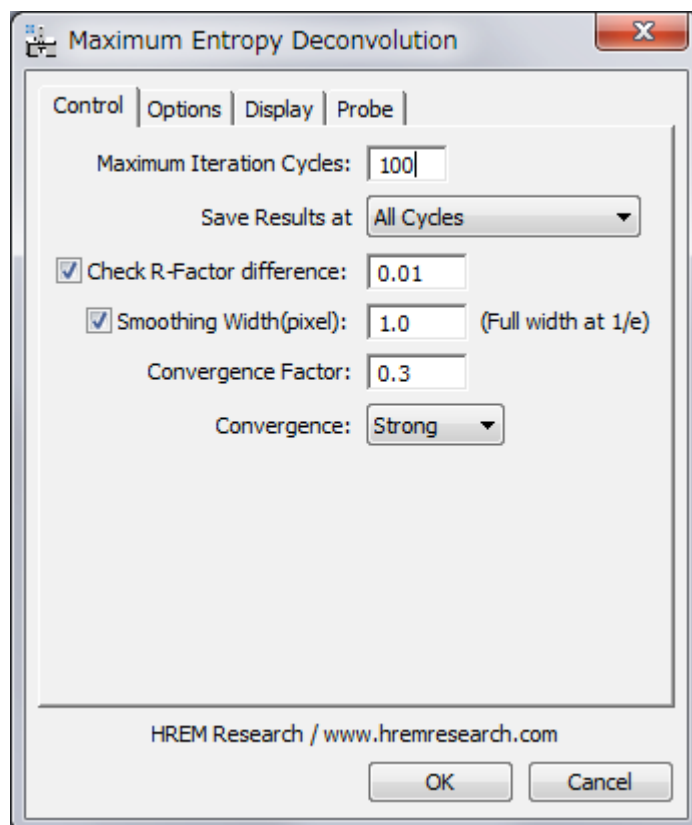 Maximum Entropy Deconvolution
Control Options Display Probe
Maximum Iteration Cycles: 100
Save Results at All Cycles
Check R-Factor difference: 0.01
Smoothing Width(pixel): 1.0 (Full width at 1/e)
Convergence Factor: 0.3
Convergence: Strong
HREM Research / www.hremresearch.com
OK Cancel